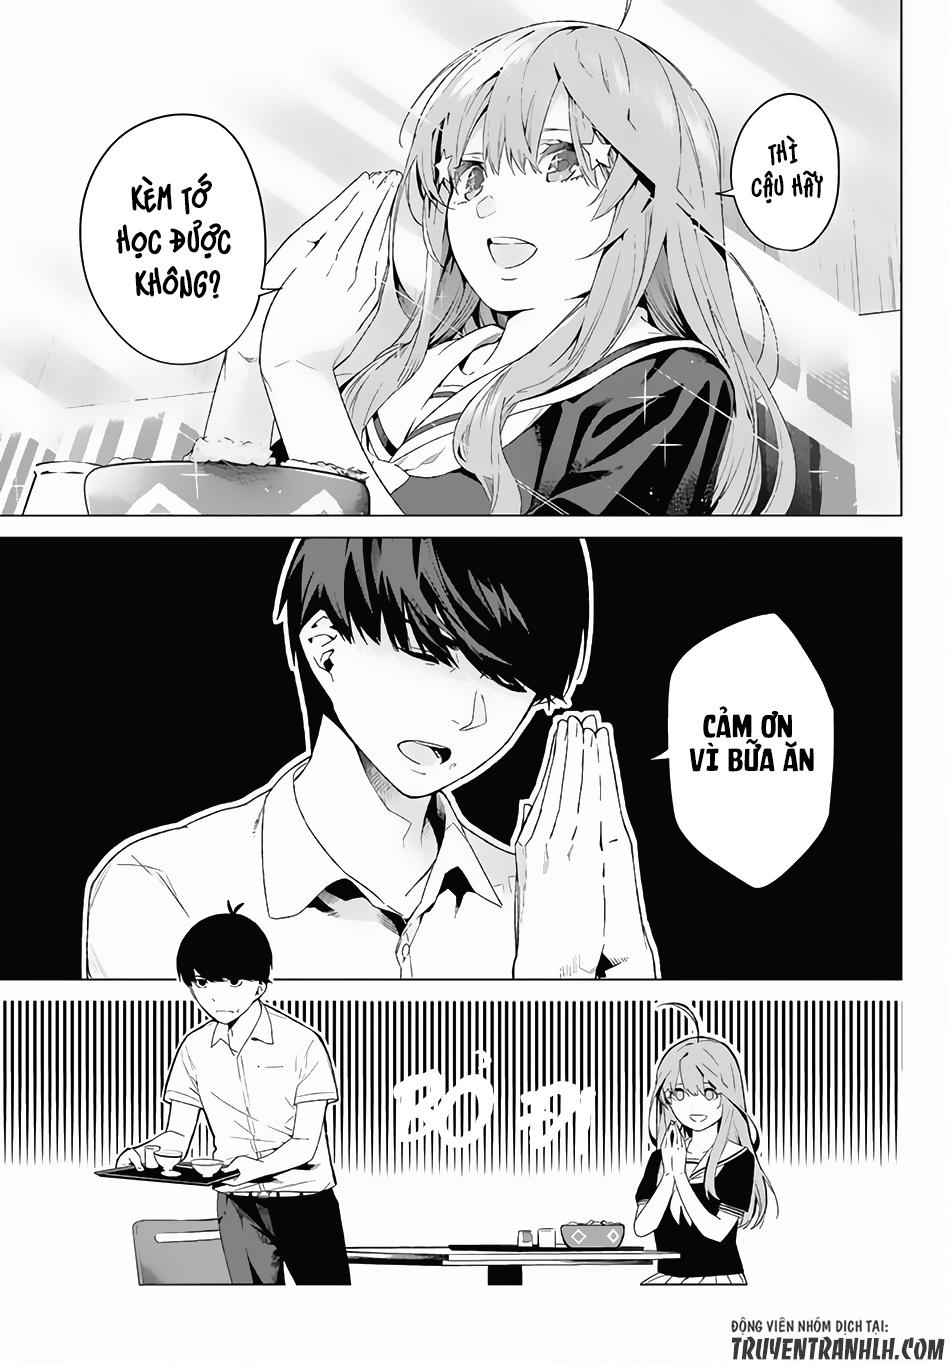 THÌ
CẬU HÃY
KÈM TỚ
HỌC ĐƯỢC
KHÔNG?
CẢM ƠN
VÌ BỮA ĂN
BỎ ĐI
ĐỘNG VIÊN NHÓM DỊCH TẠI:
TRUYENTRANHLH.COM